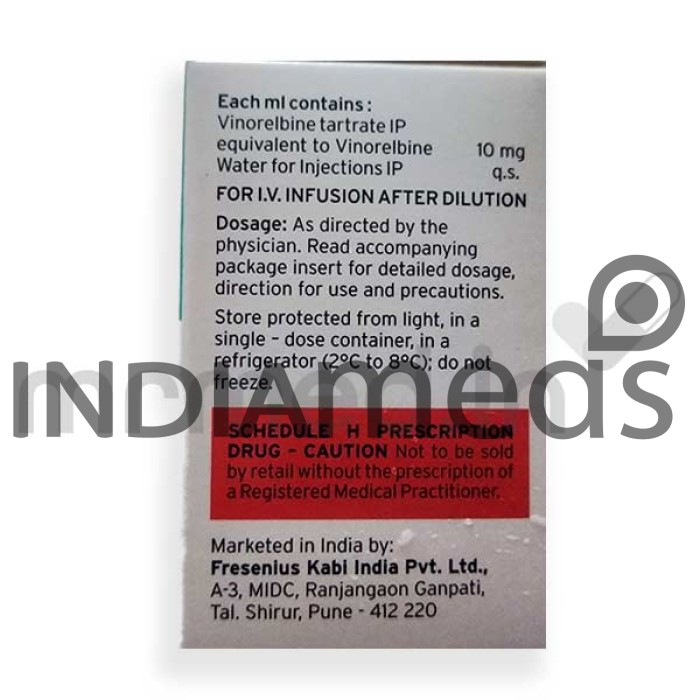 Each ml contains :
Vinorelbine tartrate IP
equivalent to Vinorelbine 10 mg
Water for Injections IP q.s.
FOR I.V. INFUSION AFTER DILUTION
Dosage: As directed by the
physician. Read accompanying
package insert for detailed dosage,
direction for use and precautions.
Store protected from light, in a
single - dose container, in a
refrigerator (2°C to 8°C); do not
freeze.
INDIAmeds
SCHEDULE H PRESCRIPTION
DRUG - CAUTION Not to be sold
by retail without the prescription of
a Registered Medical Practitioner.
Marketed in India by:
Fresenius Kabi India Pvt. Ltd.,
A-3, MIDC, Ranjangaon Ganpati,
Tal. Shirur, Pune - 412 220